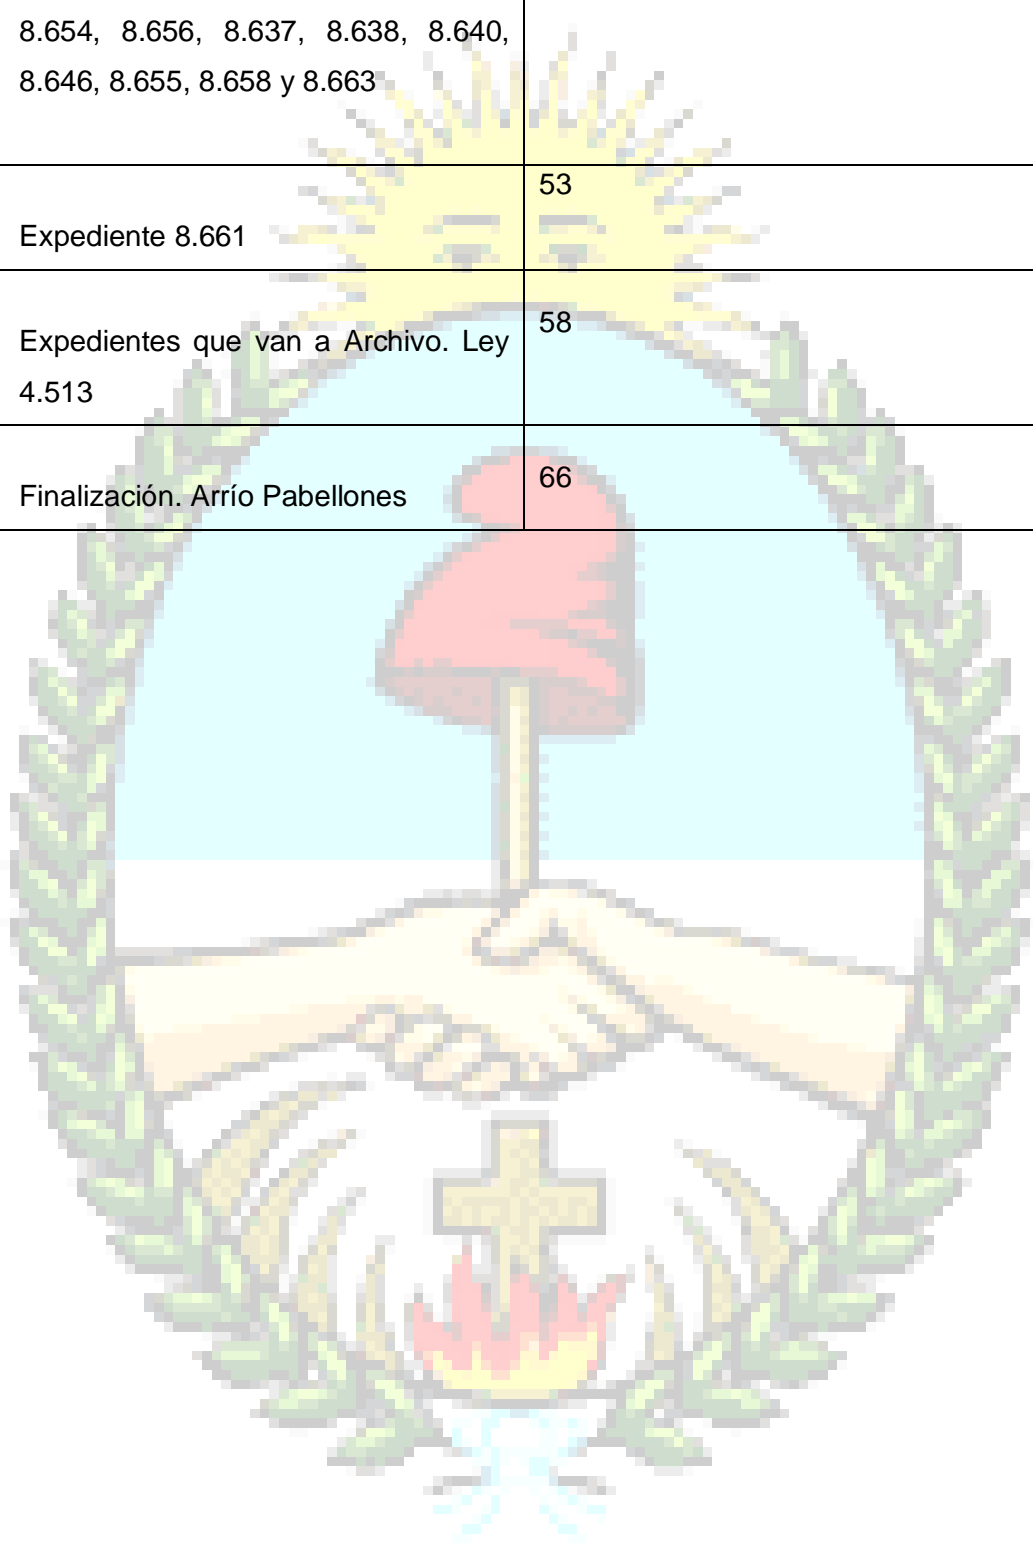 8.654, 8.656, 8.637, 8.638, 8.640,
8.646, 8.655, 8.658 y 8.663
53
Expediente 8.661
58
Expedientes que van a Archivo. Ley
4.513
66
Finalización. Arrío Pabellones